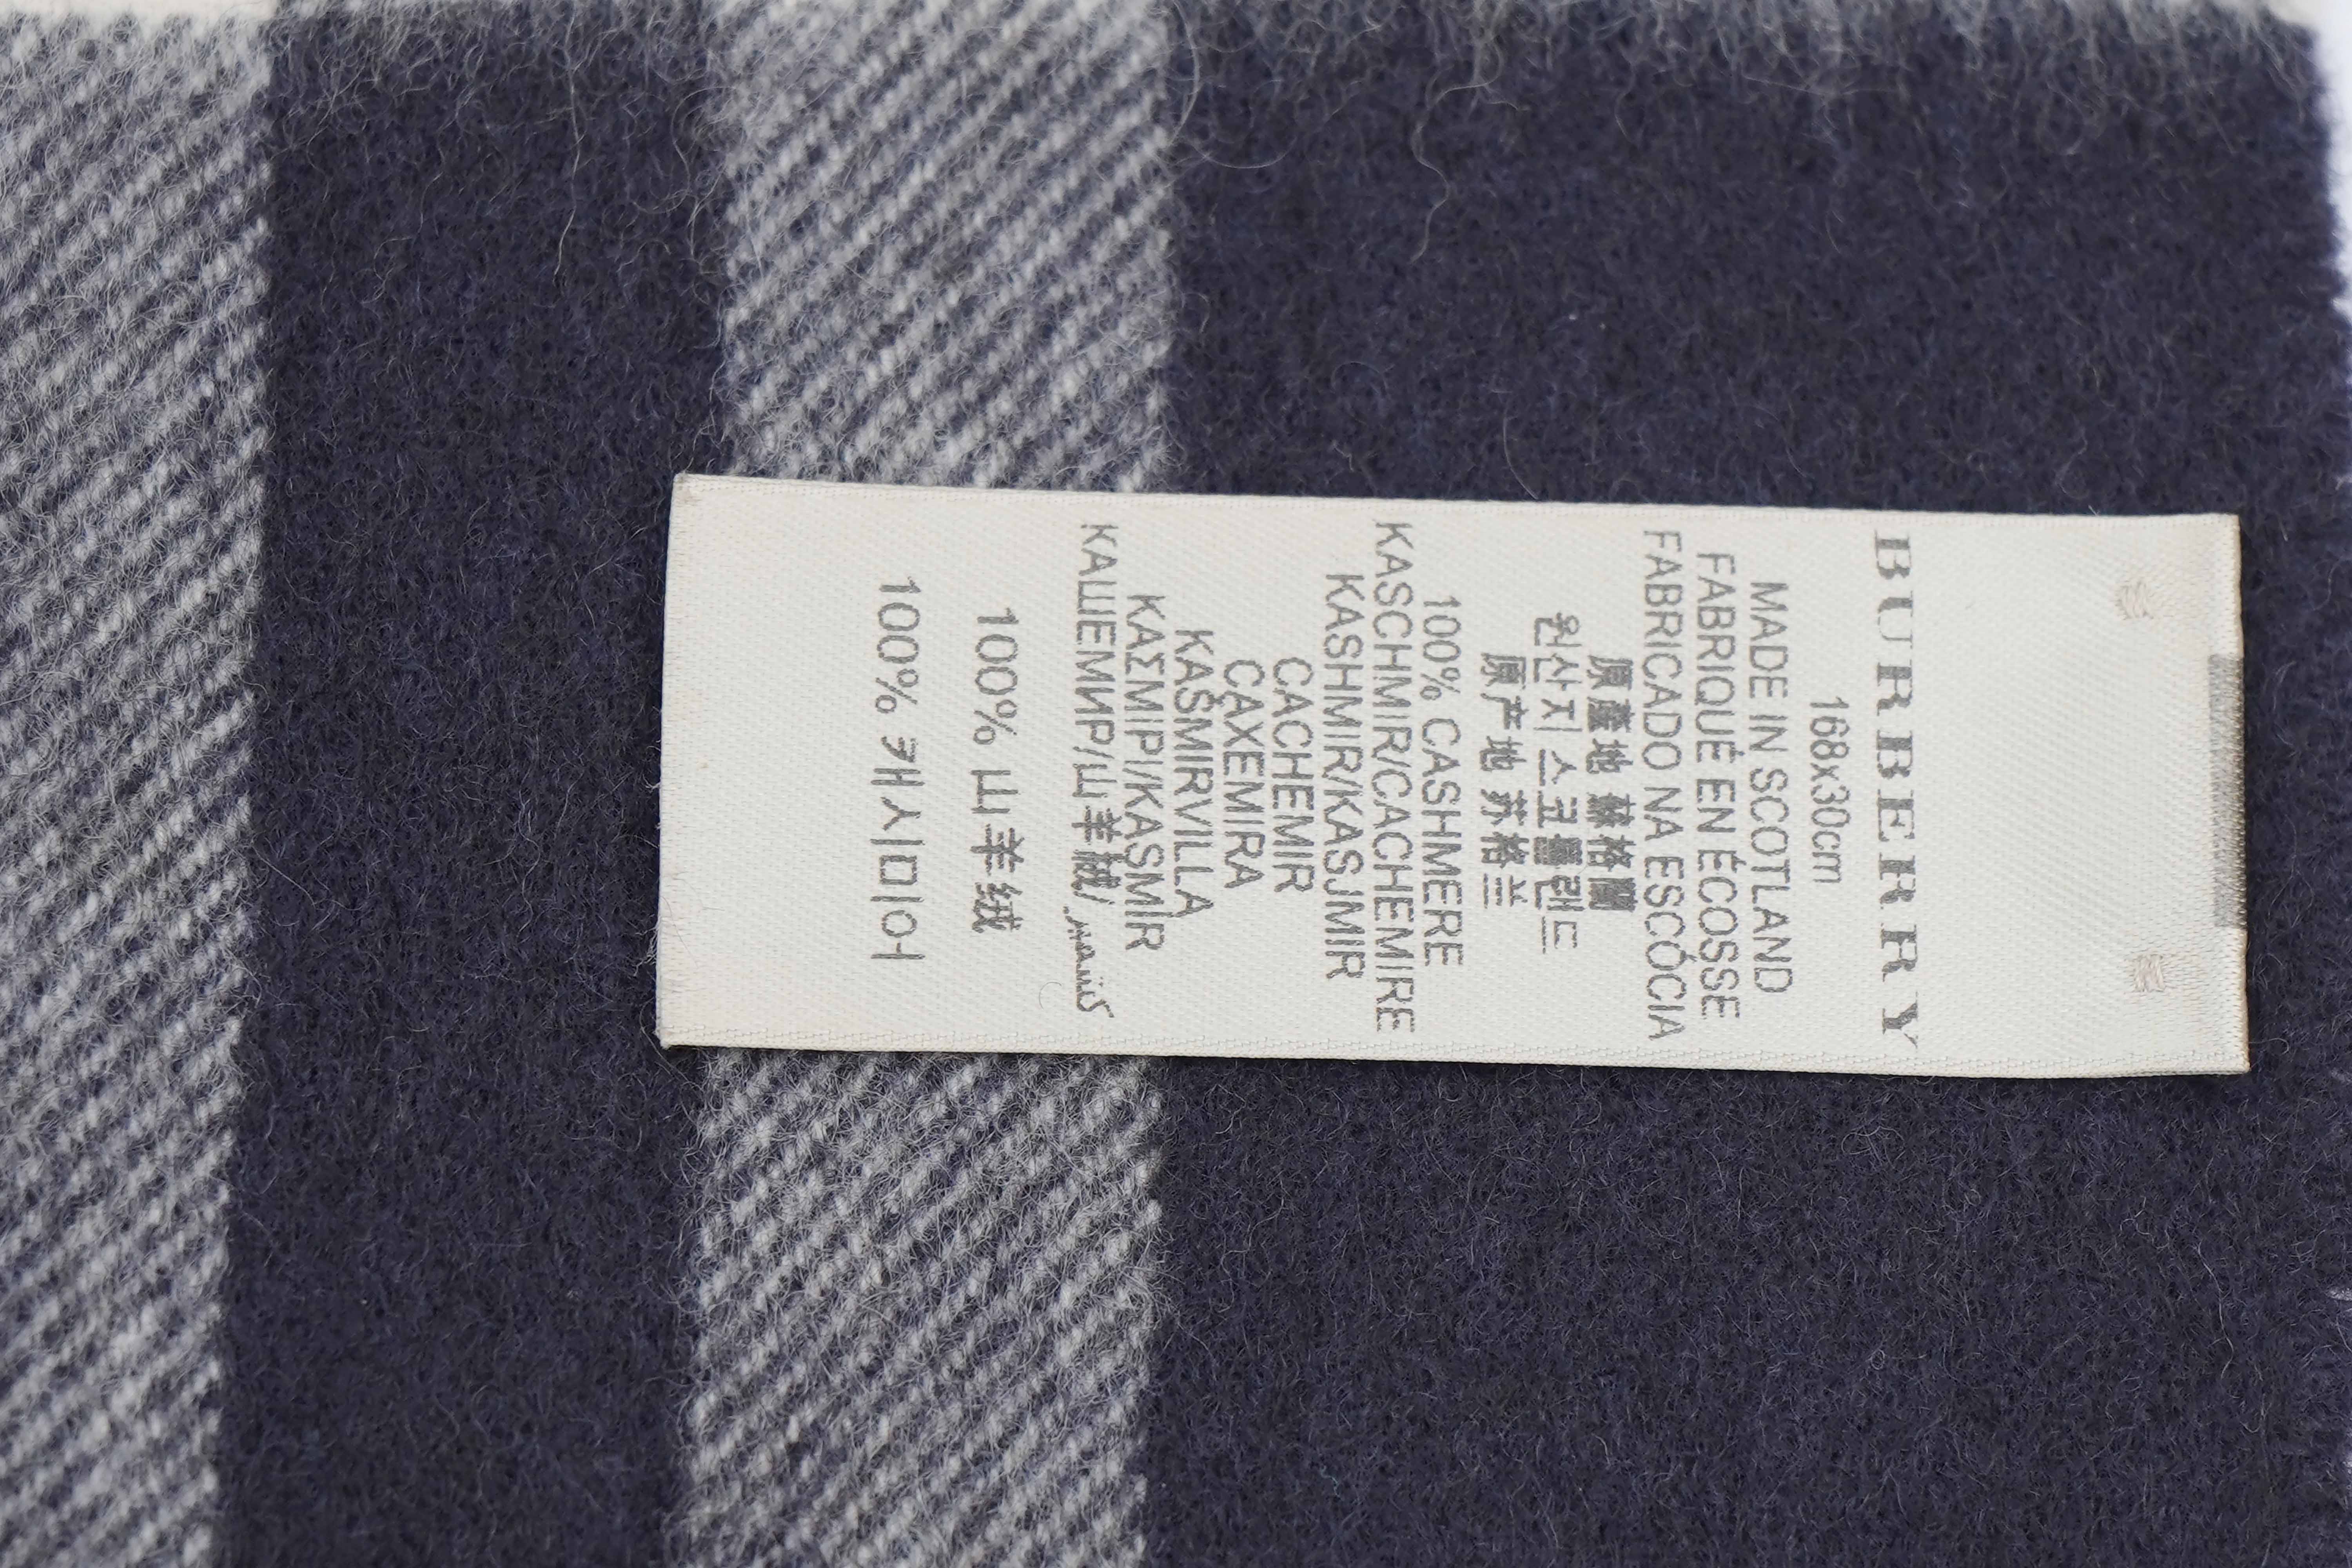 BURBERRY
168x30cm
MADE IN SCOTLAND
FABRIQUÉ EN ÉCOSSE
FABRICADO NA ESCÓCIA
原產地 蘇格蘭
원산지 스코틀랜드
原产地 苏格兰
100% CASHMERE
KASCHMIR/CACHEMIRE
KASHMIR/KASJMIR
CACHEMIR
CAXEMIRA
KAŠMIRVILLA
ΚΑΣΜΙΡΙ/KAŞMİR
КАШЕМИР/山羊絨/كشمير
100% 山羊绒
100% 캐시미어